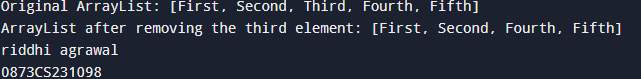 Original ArrayList: [First, Second, Third, Fourth, Fifth]
ArrayList after removing the third element: [First, Second, Fourth, Fifth]
riddhi agrawal
0873CS231098